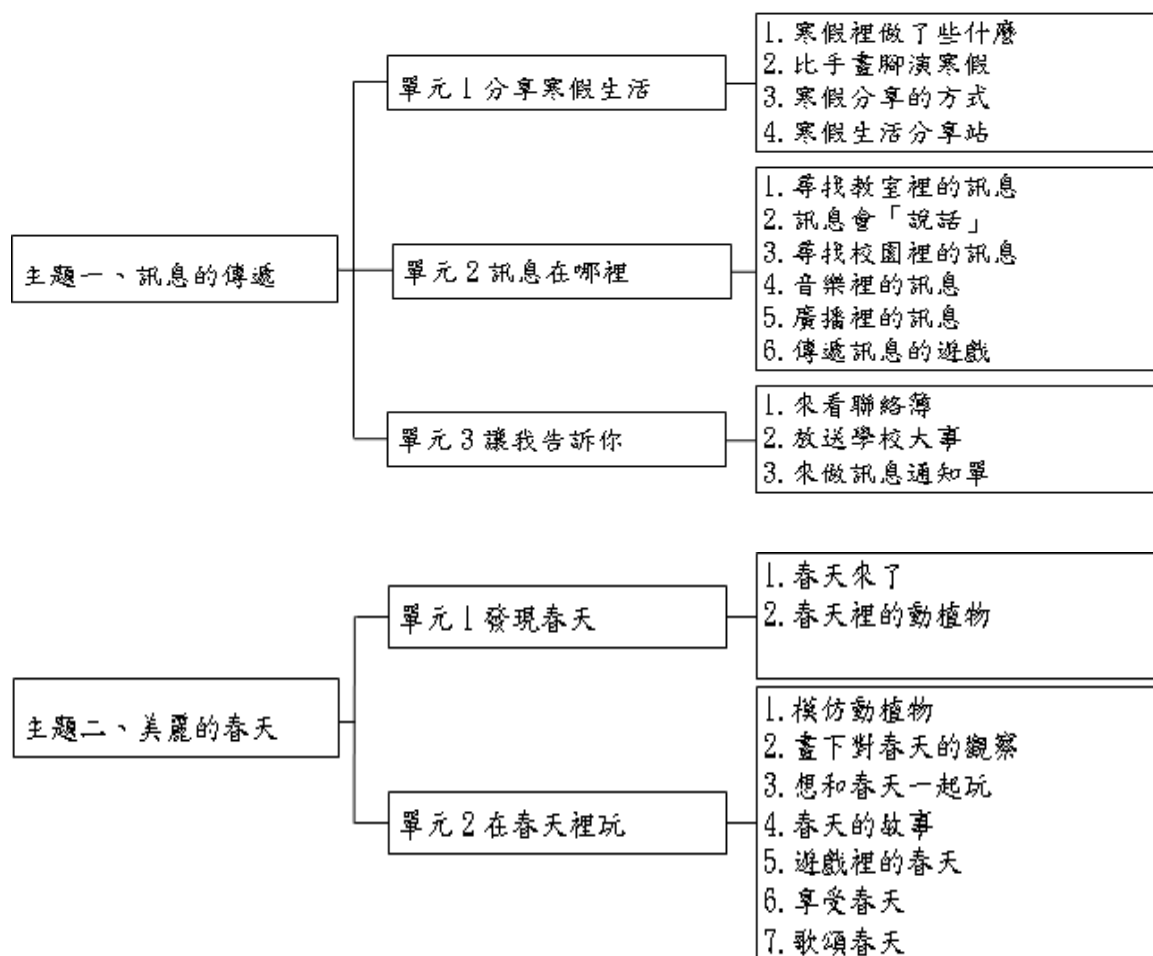 主題一、訊息的傳遞
單元1分享寒假生活
1.寒假裡做了些什麼
2.比手畫腳演寒假
3.寒假分享的方式
4.寒假生活分享站
單元2訊息在哪裡
1.尋找教室裡的訊息
2.訊息會「說話」
3.尋找校園裡的訊息
4.音樂裡的訊息
5.廣播裡的訊息
6.傳遞訊息的遊戲
單元3讓我告訴你
1.來看聯絡簿
2.放送學校大事
3.來做訊息通知單
主題二、美麗的春天
單元1發現春天
1.春天來了
2.春天裡的動植物
單元2在春天裡玩
1.模仿動植物
2.畫下對春天的觀察
3.想和春天一起玩
4.春天的故事
5.遊戲裡的春天
6.享受春天
7.歌頌春天